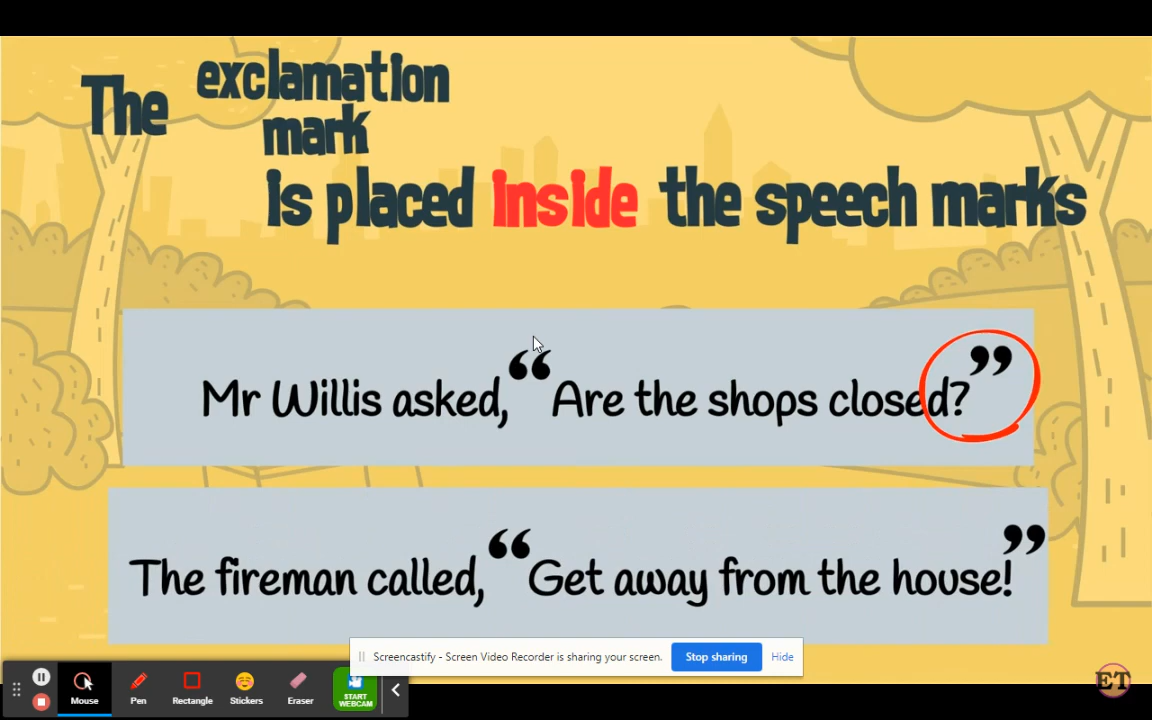 The exclamation
mark
is placed inside the speech marks
Mr Willis asked, “Are the shops closed?”
The fireman called, “Get away from the house!”
Screencastify - Screen Video Recorder is sharing your screen. Stop sharing Hide
Mouse Pen Rectangle Stickers Eraser START WEBCAM
ET